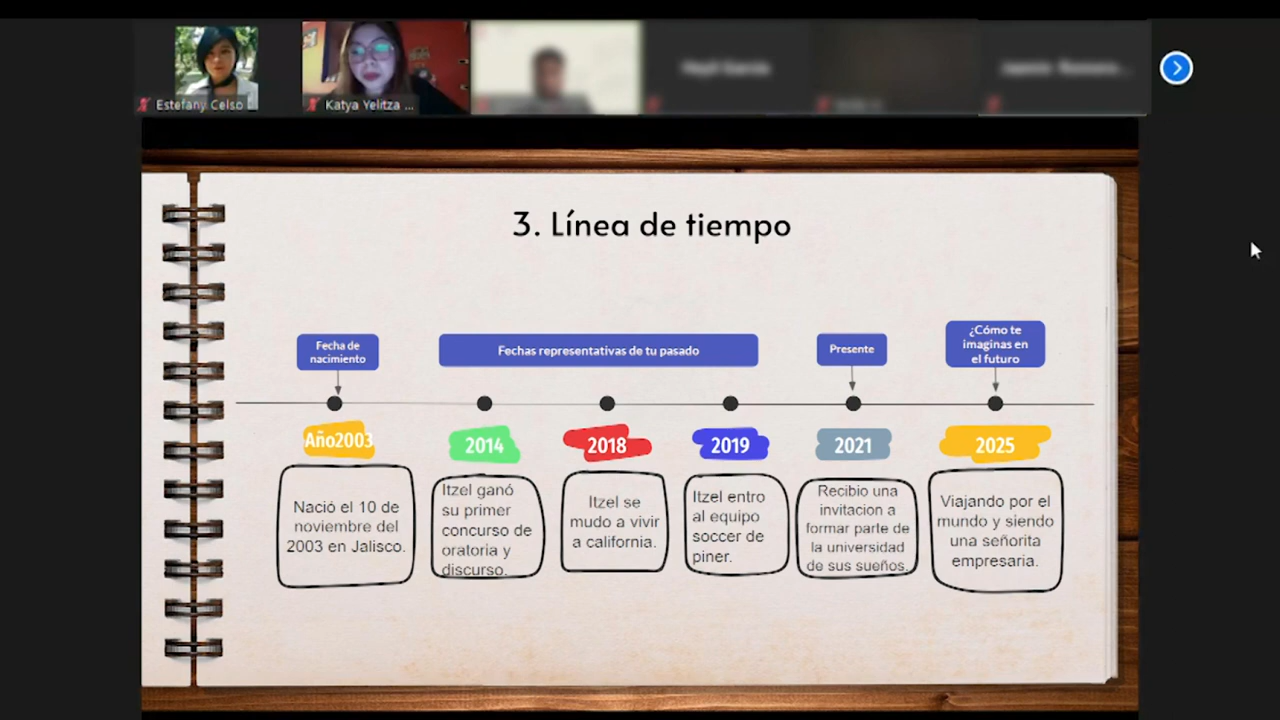 Estefany Celso ...
Katya Yelitza ...
3. Línea de tiempo
Fecha de
nacimiento
Fechas representativas de tu pasado
Presente
¿Cómo te
imaginas en
el futuro
Año2003
2014
2018
2019
2021
2025
Nació el 10 de
noviembre del
2003 en Jalisco.
Itzel ganó
su primer
concurso de
oratoria y
discurso.
Itzel se
mudo a vivir
a california.
Itzel entro
al equipo
soccer de
piner.
Recibio una
invitacion a
formar parte de
la universidad
de sus sueños.
Viajando por el
mundo y siendo
una señorita
empresaria.